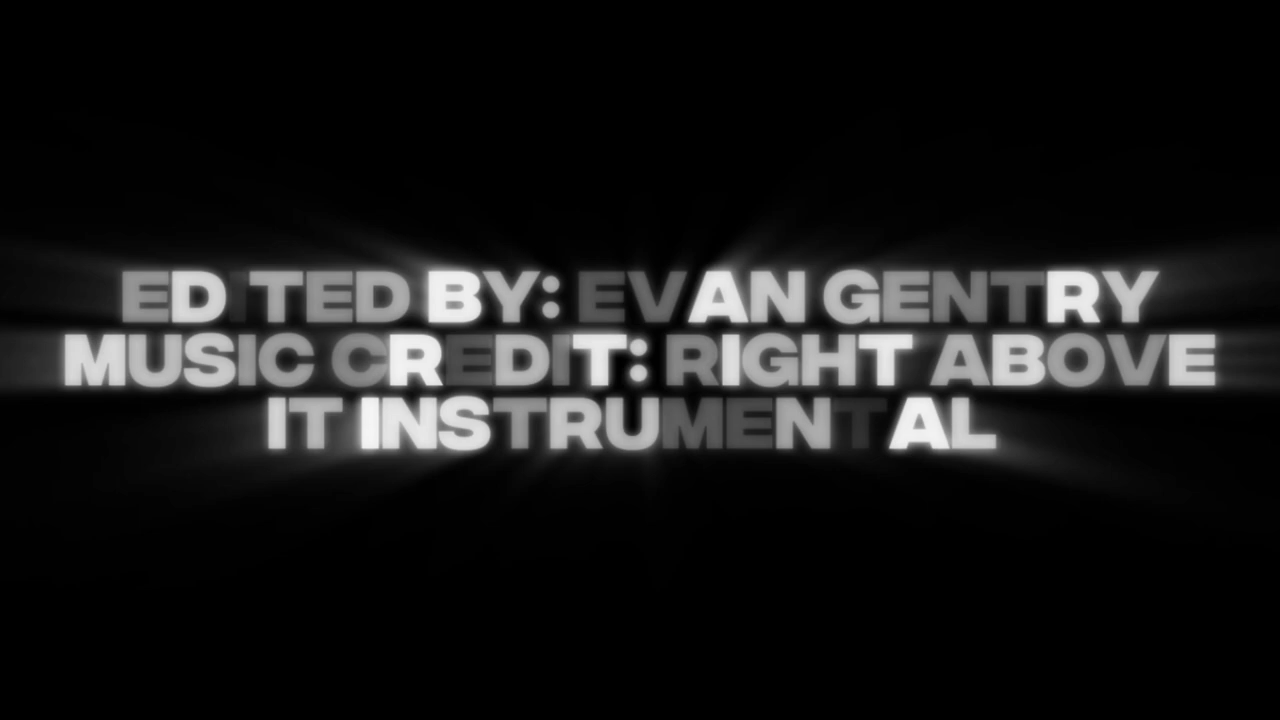 EDITED BY: EVAN GENTRY
MUSIC CREDIT: RIGHT ABOVE
IT INSTRUMENTAL